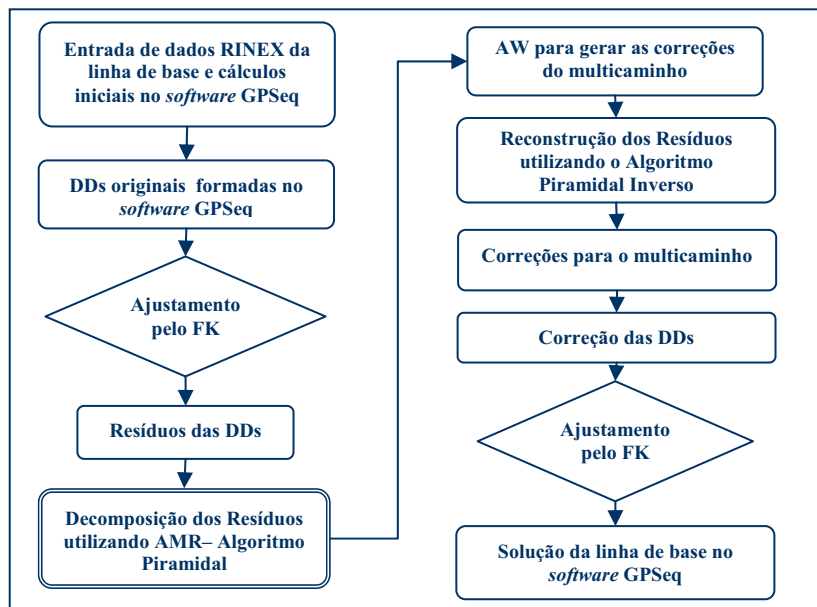 Entrada de dados RINEX da
linha de base e cálculos
iniciais no software GPSeq
DDs originais formadas no
software GPSeq
Ajustamento
pelo FK
Resíduos das DDs
Decomposição dos Resíduos
utilizando AMR– Algoritmo
Piramidal
AW para gerar as correções
do multicaminho
Reconstrução dos Resíduos
utilizando o Algoritmo
Piramidal Inverso
Correções para o multicaminho
Correção das DDs
Ajustamento
pelo FK
Solução da linha de base no
software GPSeq